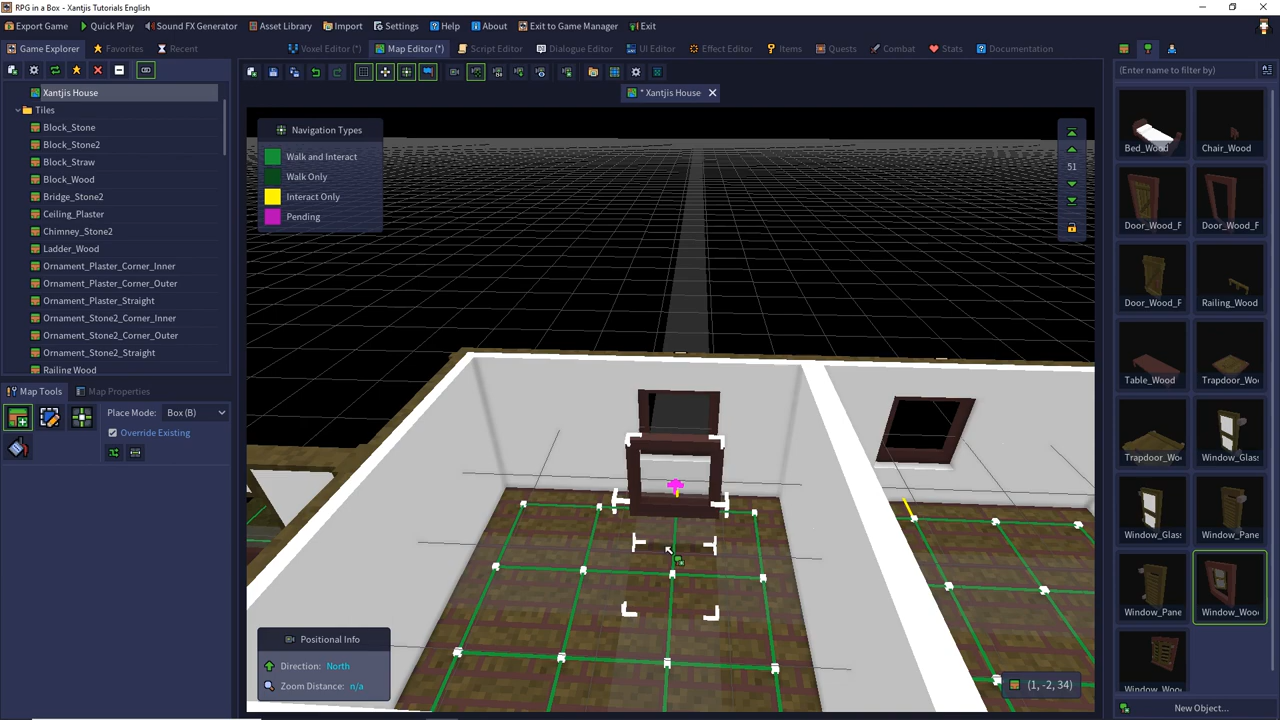 RPG in a Box - Xantjis Tutorials English
Export Game
Quick Play
Sound FX Generator
Asset Library
Import
Settings
Help
About
Exit to Game Manager
Exit
Game Explorer
Favorites
Recent
Voxel Editor(*)
Map Editor(*)
Script Editor
Dialogue Editor
UI Editor
Effect Editor
Items
Quests
Combat
Stats
Documentation
* Xantjis House
Xantjis House
Tiles
Block_Stone
Block_Stone2
Block_Straw
Block_Wood
Bridge_Stone2
Ceiling_Plaster
Chimney_Stone2
Ladder_Wood
Ornament_Plaster_Corner_Inner
Ornament_Plaster_Corner_Outer
Ornament_Plaster_Straight
Ornament_Stone2_Corner_Inner
Ornament_Stone2_Corner_Outer
Ornament_Stone2_Straight
Railing Wood
Map Tools
Map Properties
Place Mode: Box (B)
Override Existing
Navigation Types
Walk and Interact
Walk Only
Interact Only
Pending
51
Positional Info
Direction: North
Zoom Distance: n/a
(1, -2, 34)
(Enter name to filter by)
Bed_Wood
Chair_Wood
Door_Wood_F
Door_Wood_F
Door_Wood_F
Railing_Wood
Table_Wood
Trapdoor_Wo
Trapdoor_Wo
Window_Glas
Window_Glas
Window_Pane
Window_Pane
Window_Woo
Window_Woo
New Object...